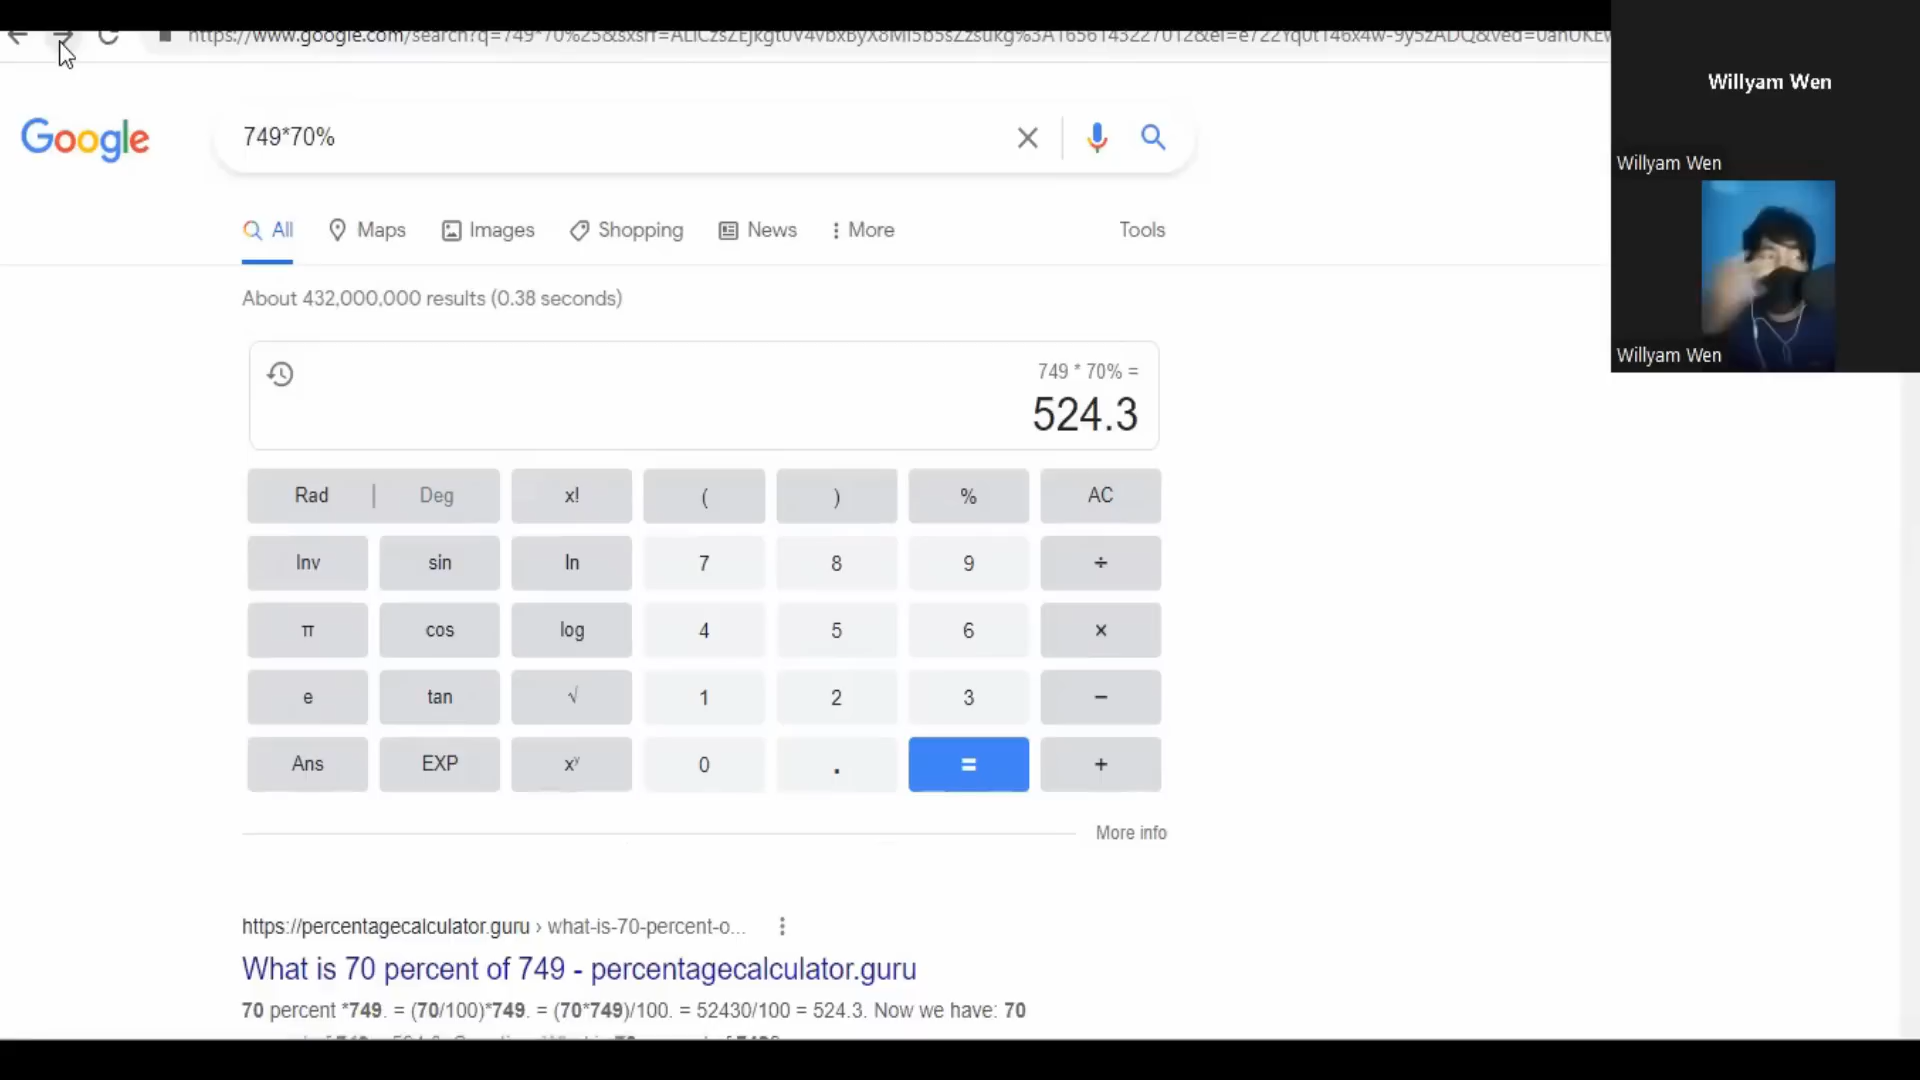 Willyam Wen
Google
749*70%
All
Maps
Images
Shopping
News
More
Tools
About 432,000,000 results (0.38 seconds)
749 * 70% =
524.3
Rad | Deg x! ( ) % AC
Inv sin ln 7 8 9 ÷
π cos log 4 5 6 ×
e tan √ 1 2 3 −
Ans EXP xʸ 0 . = +
More info
https://percentagecalculator.guru › what-is-70-percent-o...
What is 70 percent of 749 - percentagecalculator.guru
70 percent *749. = (70/100)*749. = (70*749)/100. = 52430/100 = 524.3. Now we have: 70
Willyam Wen
Willyam Wen